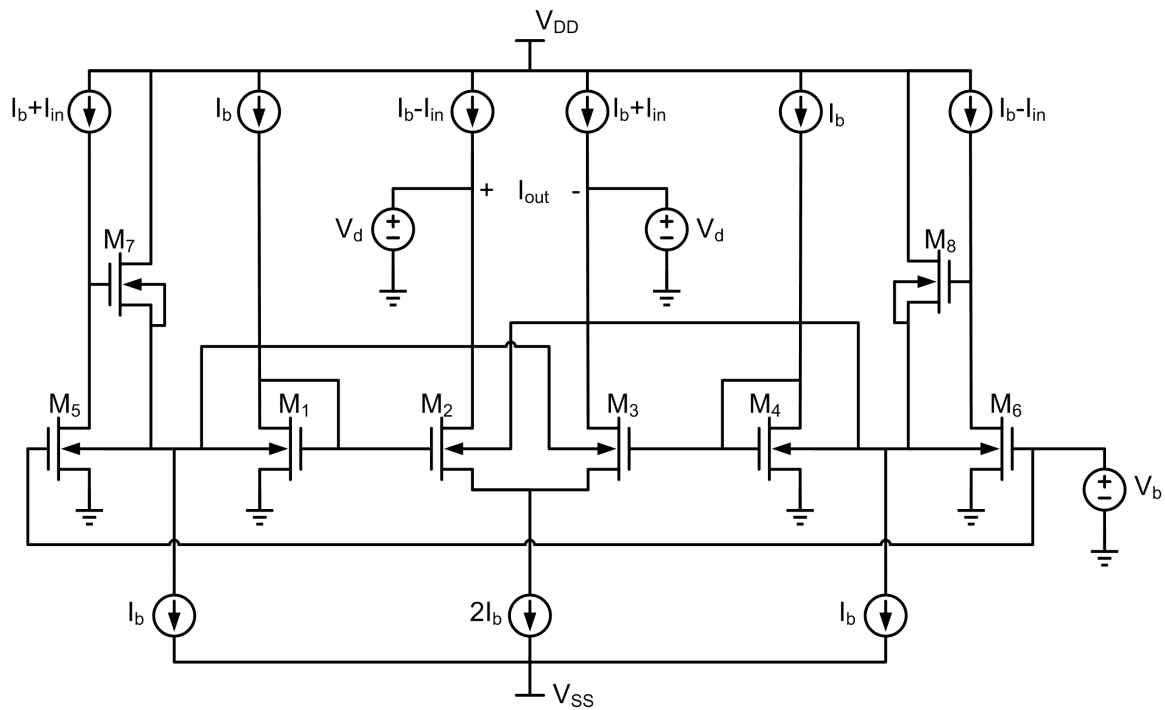 V_DD
I_b+I_in
I_b
I_b-I_in
I_b+I_in
I_b
I_b-I_in
+ I_out -
V_d
+
−
+
−
V_d
M_7
M_8
M_5
M_1
M_2
M_3
M_4
M_6
+
−
V_b
I_b
2I_b
I_b
V_SS